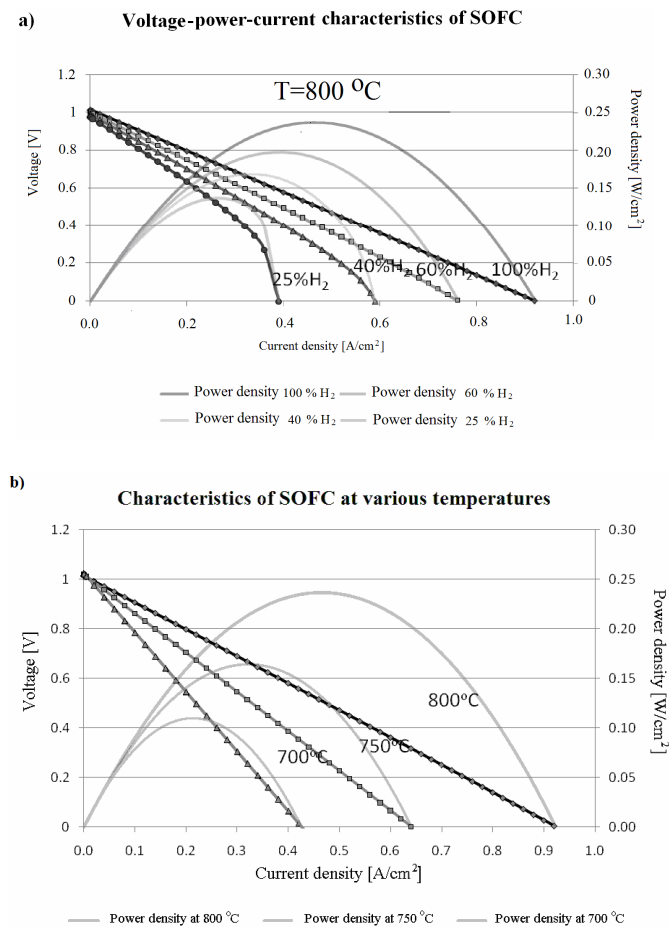 a)
Voltage-power-current characteristics of SOFC
T=800 ⁰C
1.2
1
0.8
0.6
0.4
0.2
0
Voltage [V]
0.30
0.25
0.20
0.15
0.10
0.05
0
Power density [W/cm²]
25%H₂
40%H₂
60%H₂
100%H₂
0.0
0.2
0.4
0.6
0.8
1.0
Current density [A/cm²]
Power density 100 % H₂
Power density 60 % H₂
Power density 40 % H₂
Power density 25 % H₂
b)
Characteristics of SOFC at various temperatures
1.2
1
0.8
0.6
0.4
0.2
0
Voltage [V]
0.30
0.25
0.20
0.15
0.10
0.05
0.00
Power density [W/cm²]
800⁰C
750⁰C
700⁰C
0.0
0.1
0.2
0.3
0.4
0.5
0.6
0.7
0.8
0.9
1.0
Current density [A/cm²]
Power density at 800 ⁰C
Power density at 750 ⁰C
Power density at 700 ⁰C